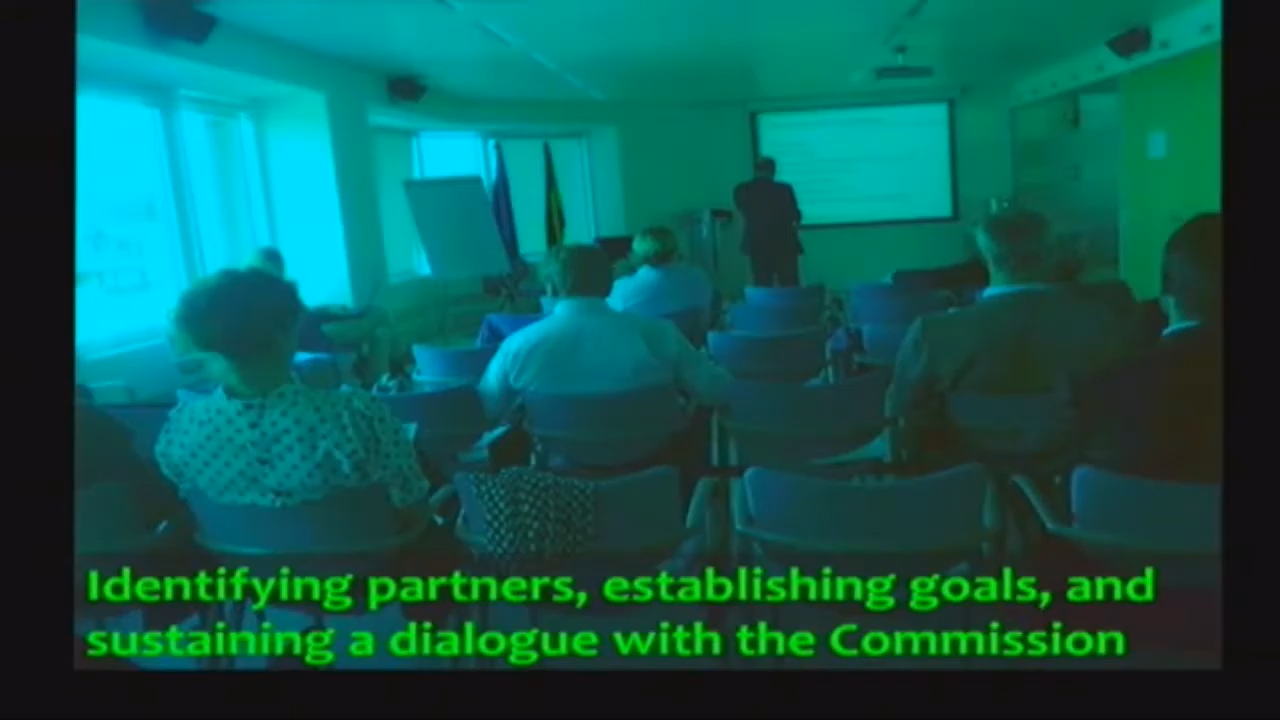 Identifying partners, establishing goals, and
sustaining a dialogue with the Commission